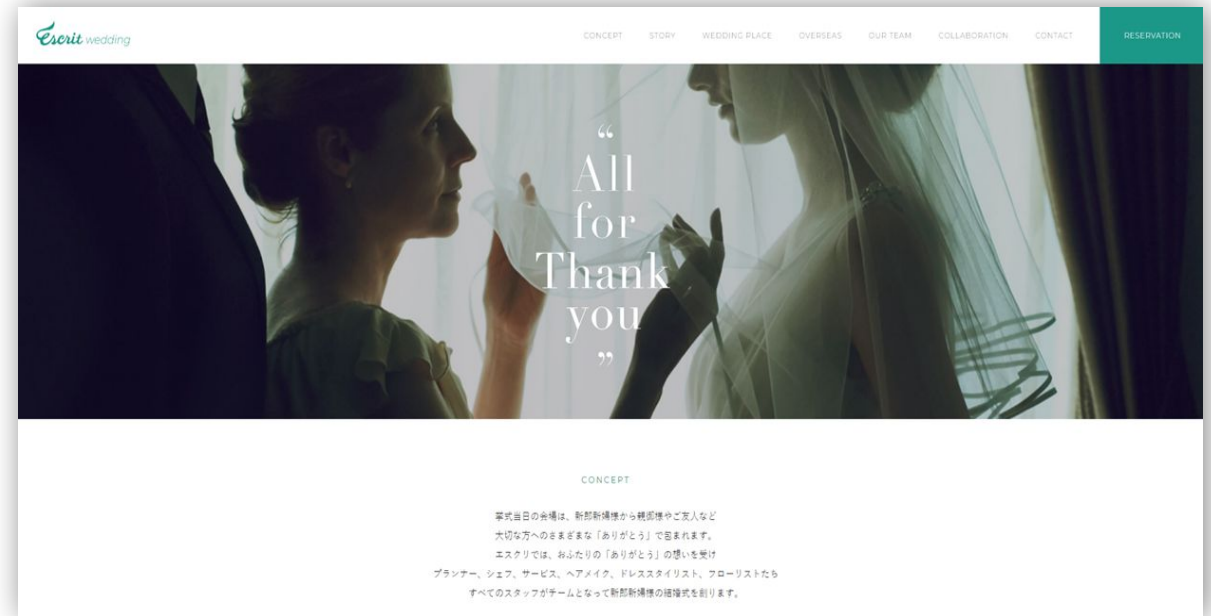 Escrit wedding
CONCEPT STORY WEDDING PLACE OVERSEAS OUR TEAM COLLABORATION CONTACT RESERVATION
“
All
for
Thank
you
”
CONCEPT
挙式当日の会場は、新郎新婦様から親御様やご友人など
大切な方へのさまざまな「ありがとう」で包まれます。
エスクリでは、おふたりの「ありがとう」の想いを受け
プランナー、シェフ、サービス、ヘアメイク、ドレススタイリスト、フローリストたち
すべてのスタッフがチームとなって新郎新婦様の結婚式を創ります。